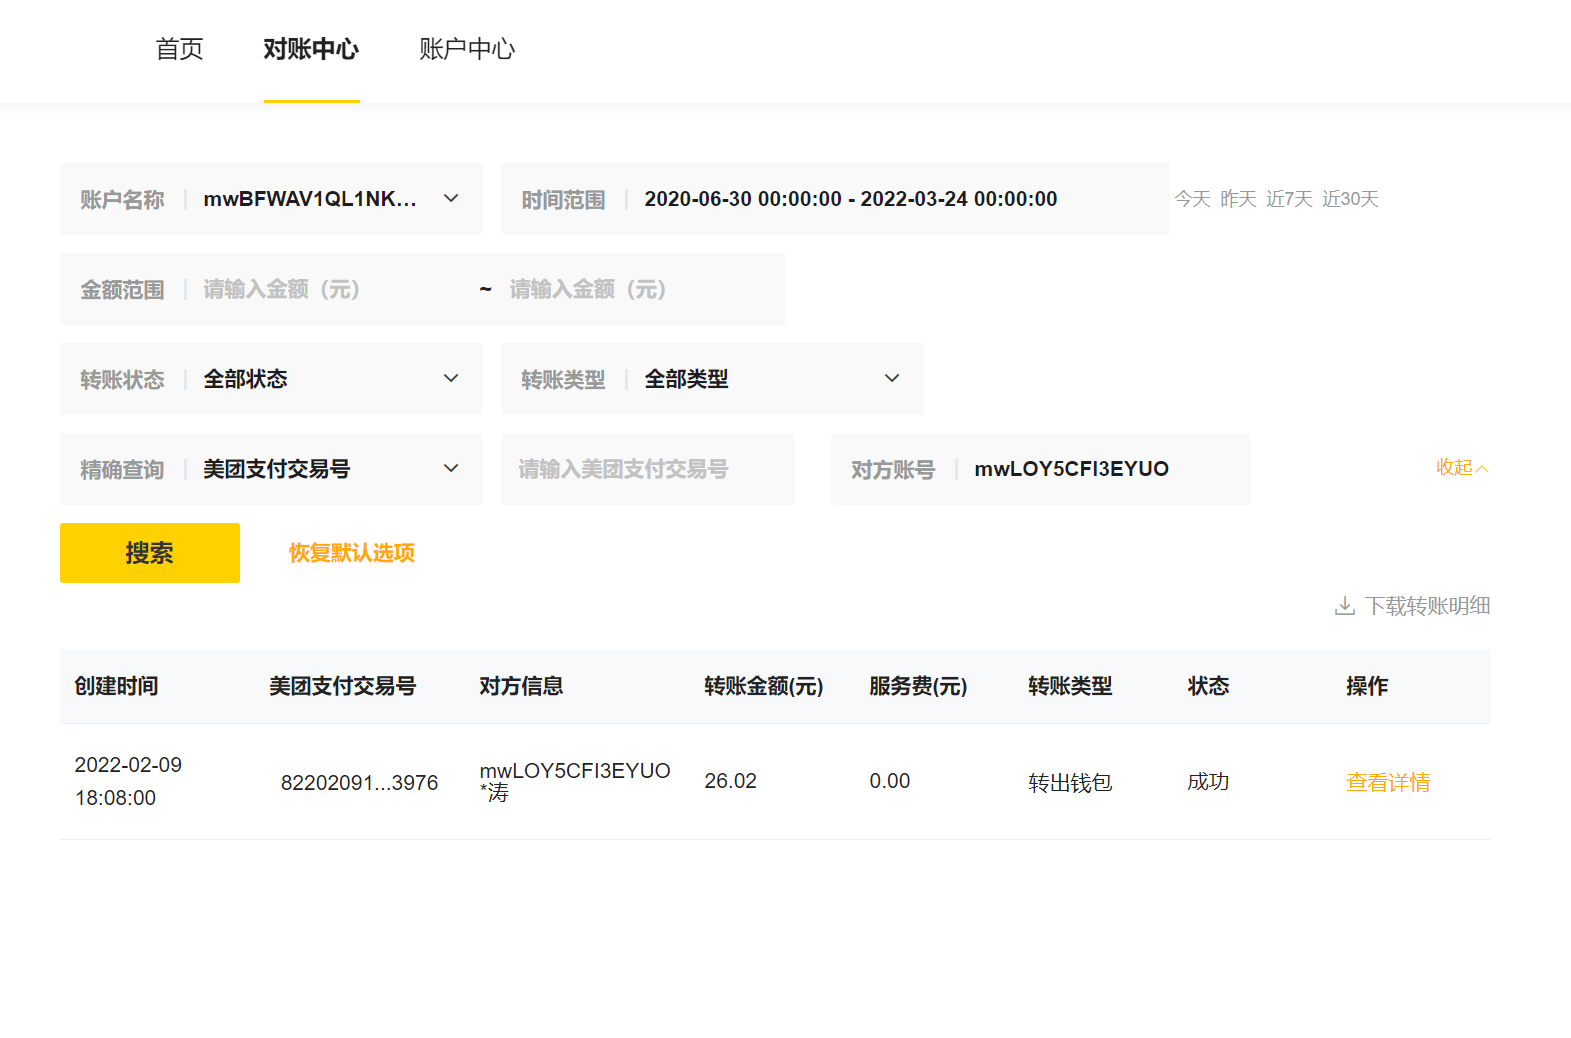 首页 对账中心 账户中心
账户名称 mwBFWAV1QL1NK... 时间范围 2020-06-30 00:00:00 - 2022-03-24 00:00:00 今天 昨天 近7天 近30天
金额范围 请输入金额（元） ~ 请输入金额（元）
转账状态 全部状态 转账类型 全部类型
精确查询 美团支付交易号 请输入美团支付交易号 对方账号 mwLOY5CFI3EYUO 收起
搜索 恢复默认选项
下载转账明细
创建时间 美团支付交易号 对方信息 转账金额(元) 服务费(元) 转账类型 状态 操作
2022-02-09
18:08:00
82202091...3976
mwLOY5CFI3EYUO
*涛
26.02 0.00 转出钱包 成功 查看详情